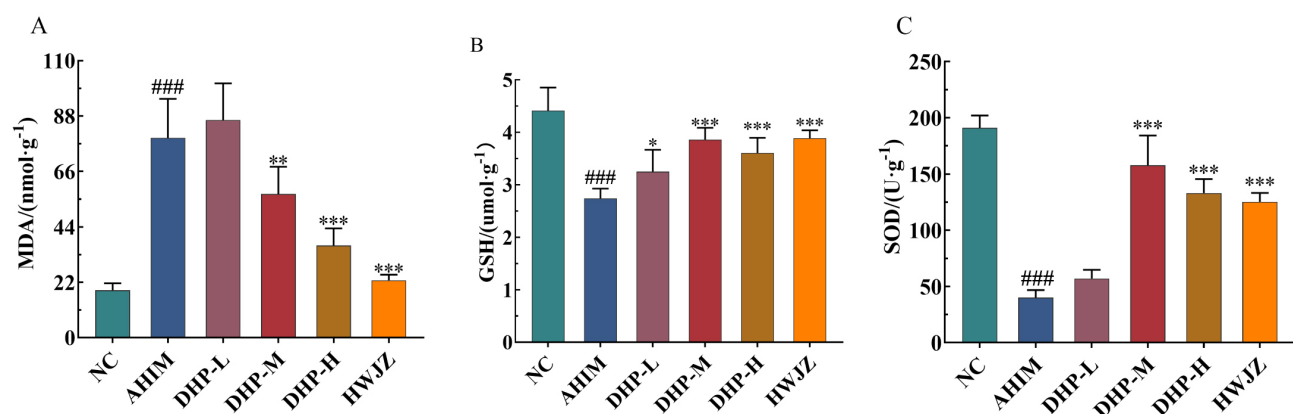 A
MDA/(nmol·g⁻¹)
110
88
66
44
22
0
###
**
***
***
NC
AHIM
DHP-L
DHP-M
DHP-H
HWJZ
B
GSH/(umol·g⁻¹)
5
4
3
2
1
0
###
*
***
***
***
NC
AHIM
DHP-L
DHP-M
DHP-H
HWJZ
C
SOD/(U·g⁻¹)
250
200
150
100
50
0
###
***
***
***
NC
AHIM
DHP-L
DHP-M
DHP-H
HWJZ